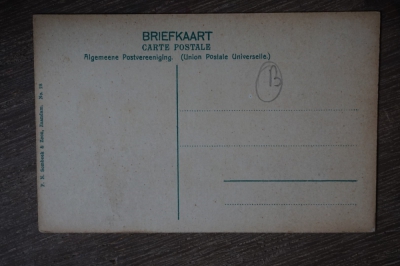 BRIEFKAART
CARTE POSTALE
Algemeene Postvereeniging. (Union Postale Universelle.)
B